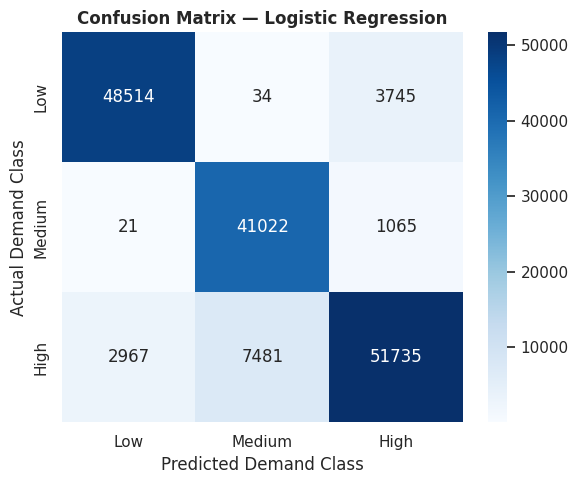 Confusion Matrix — Logistic Regression
Actual Demand Class
Low
48514 34 3745
Medium
21 41022 1065
High
2967 7481 51735
Low Medium High
Predicted Demand Class
50000
40000
30000
20000
10000